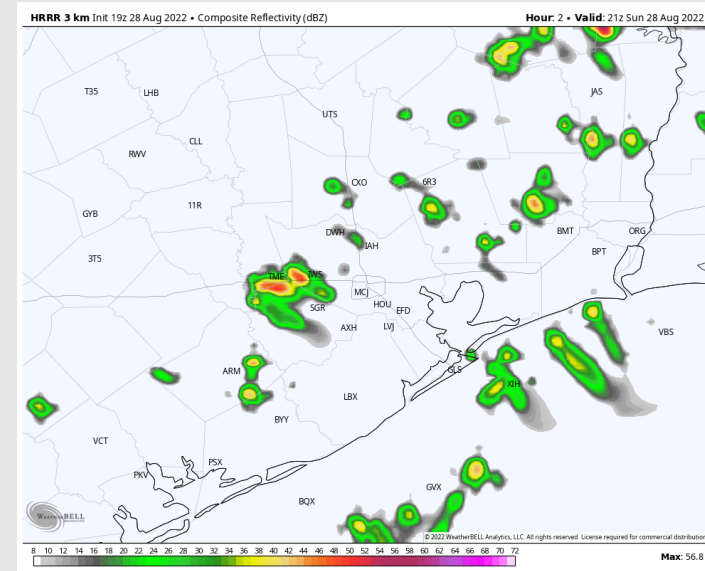 HRRR 3 km Init 19z 28 Aug 2022 • Composite Reflectivity (dBZ) Hour: 2 • Valid: 21z Sun 28 Aug 2022
T35 LHB JAS
UTS
CLL
RWV
CXO 6R3
11R
GYB
DWH BMT ORG
IAH
BPT
3T5
TME IWS
MCJ
HOU
SGR EFD
AXH LVJ VBS
ARM GLS
XIH
LBX
BYY
VCT
PSX
PKV
GVX
BQX
WeatherBELL
© 2022 WeatherBELL Analytics, LLC. All rights reserved. License required for commercial distribution
8 10 12 14 16 18 20 22 24 26 28 30 32 34 36 38 40 42 44 46 48 50 52 54 56 58 60 62 64 66 68 70 72
Max: 56.8